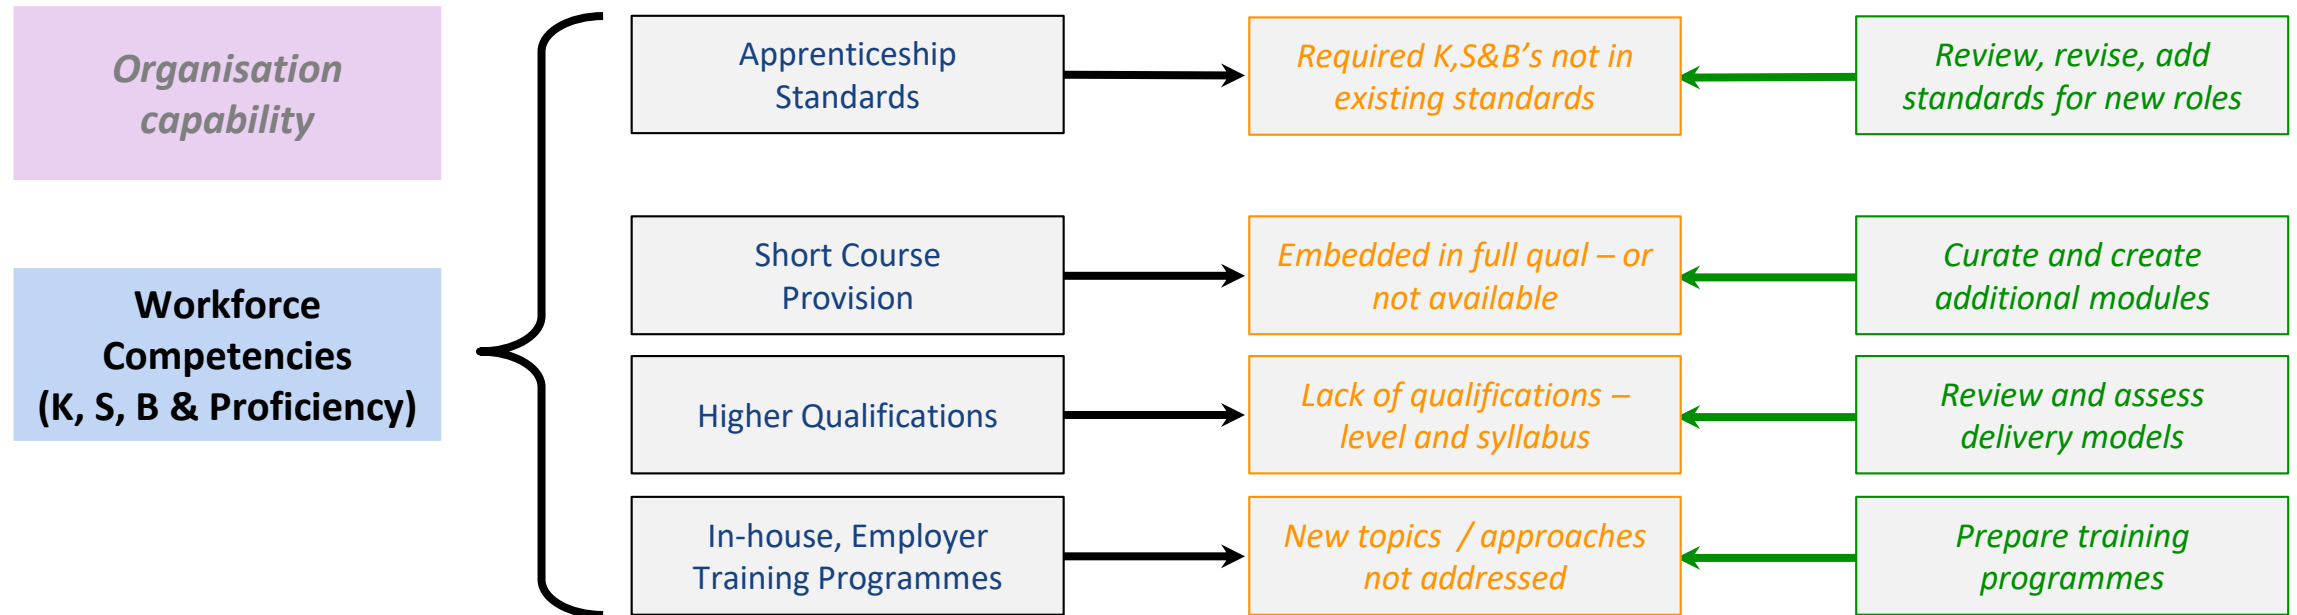 Organisation
capability
Workforce
Competencies
(K, S, B & Proficiency)
Apprenticeship
Standards
Required K,S&B’s not in
existing standards
Review, revise, add
standards for new roles
Short Course
Provision
Embedded in full qual – or
not available
Curate and create
additional modules
Higher Qualifications
Lack of qualifications –
level and syllabus
Review and assess
delivery models
In-house, Employer
Training Programmes
New topics / approaches
not addressed
Prepare training
programmes